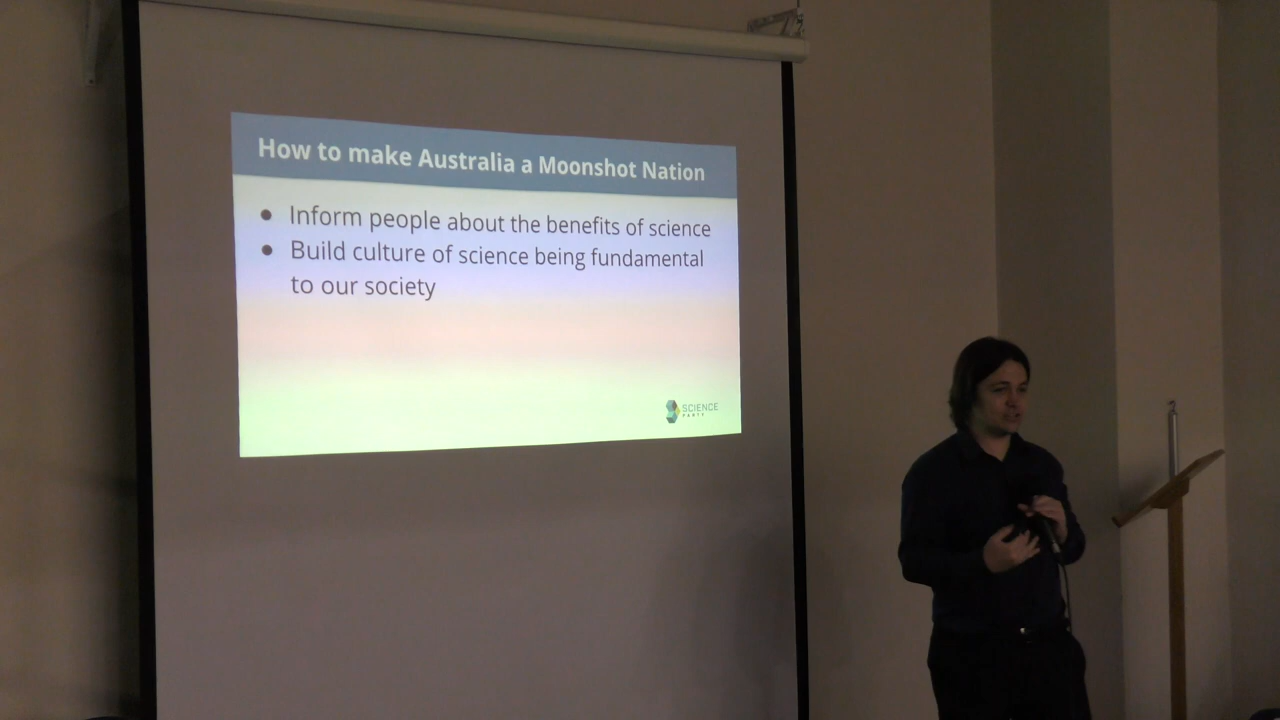 How to make Australia a Moonshot Nation
• Inform people about the benefits of science
• Build culture of science being fundamental
to our society
SCIENCE
PARTY